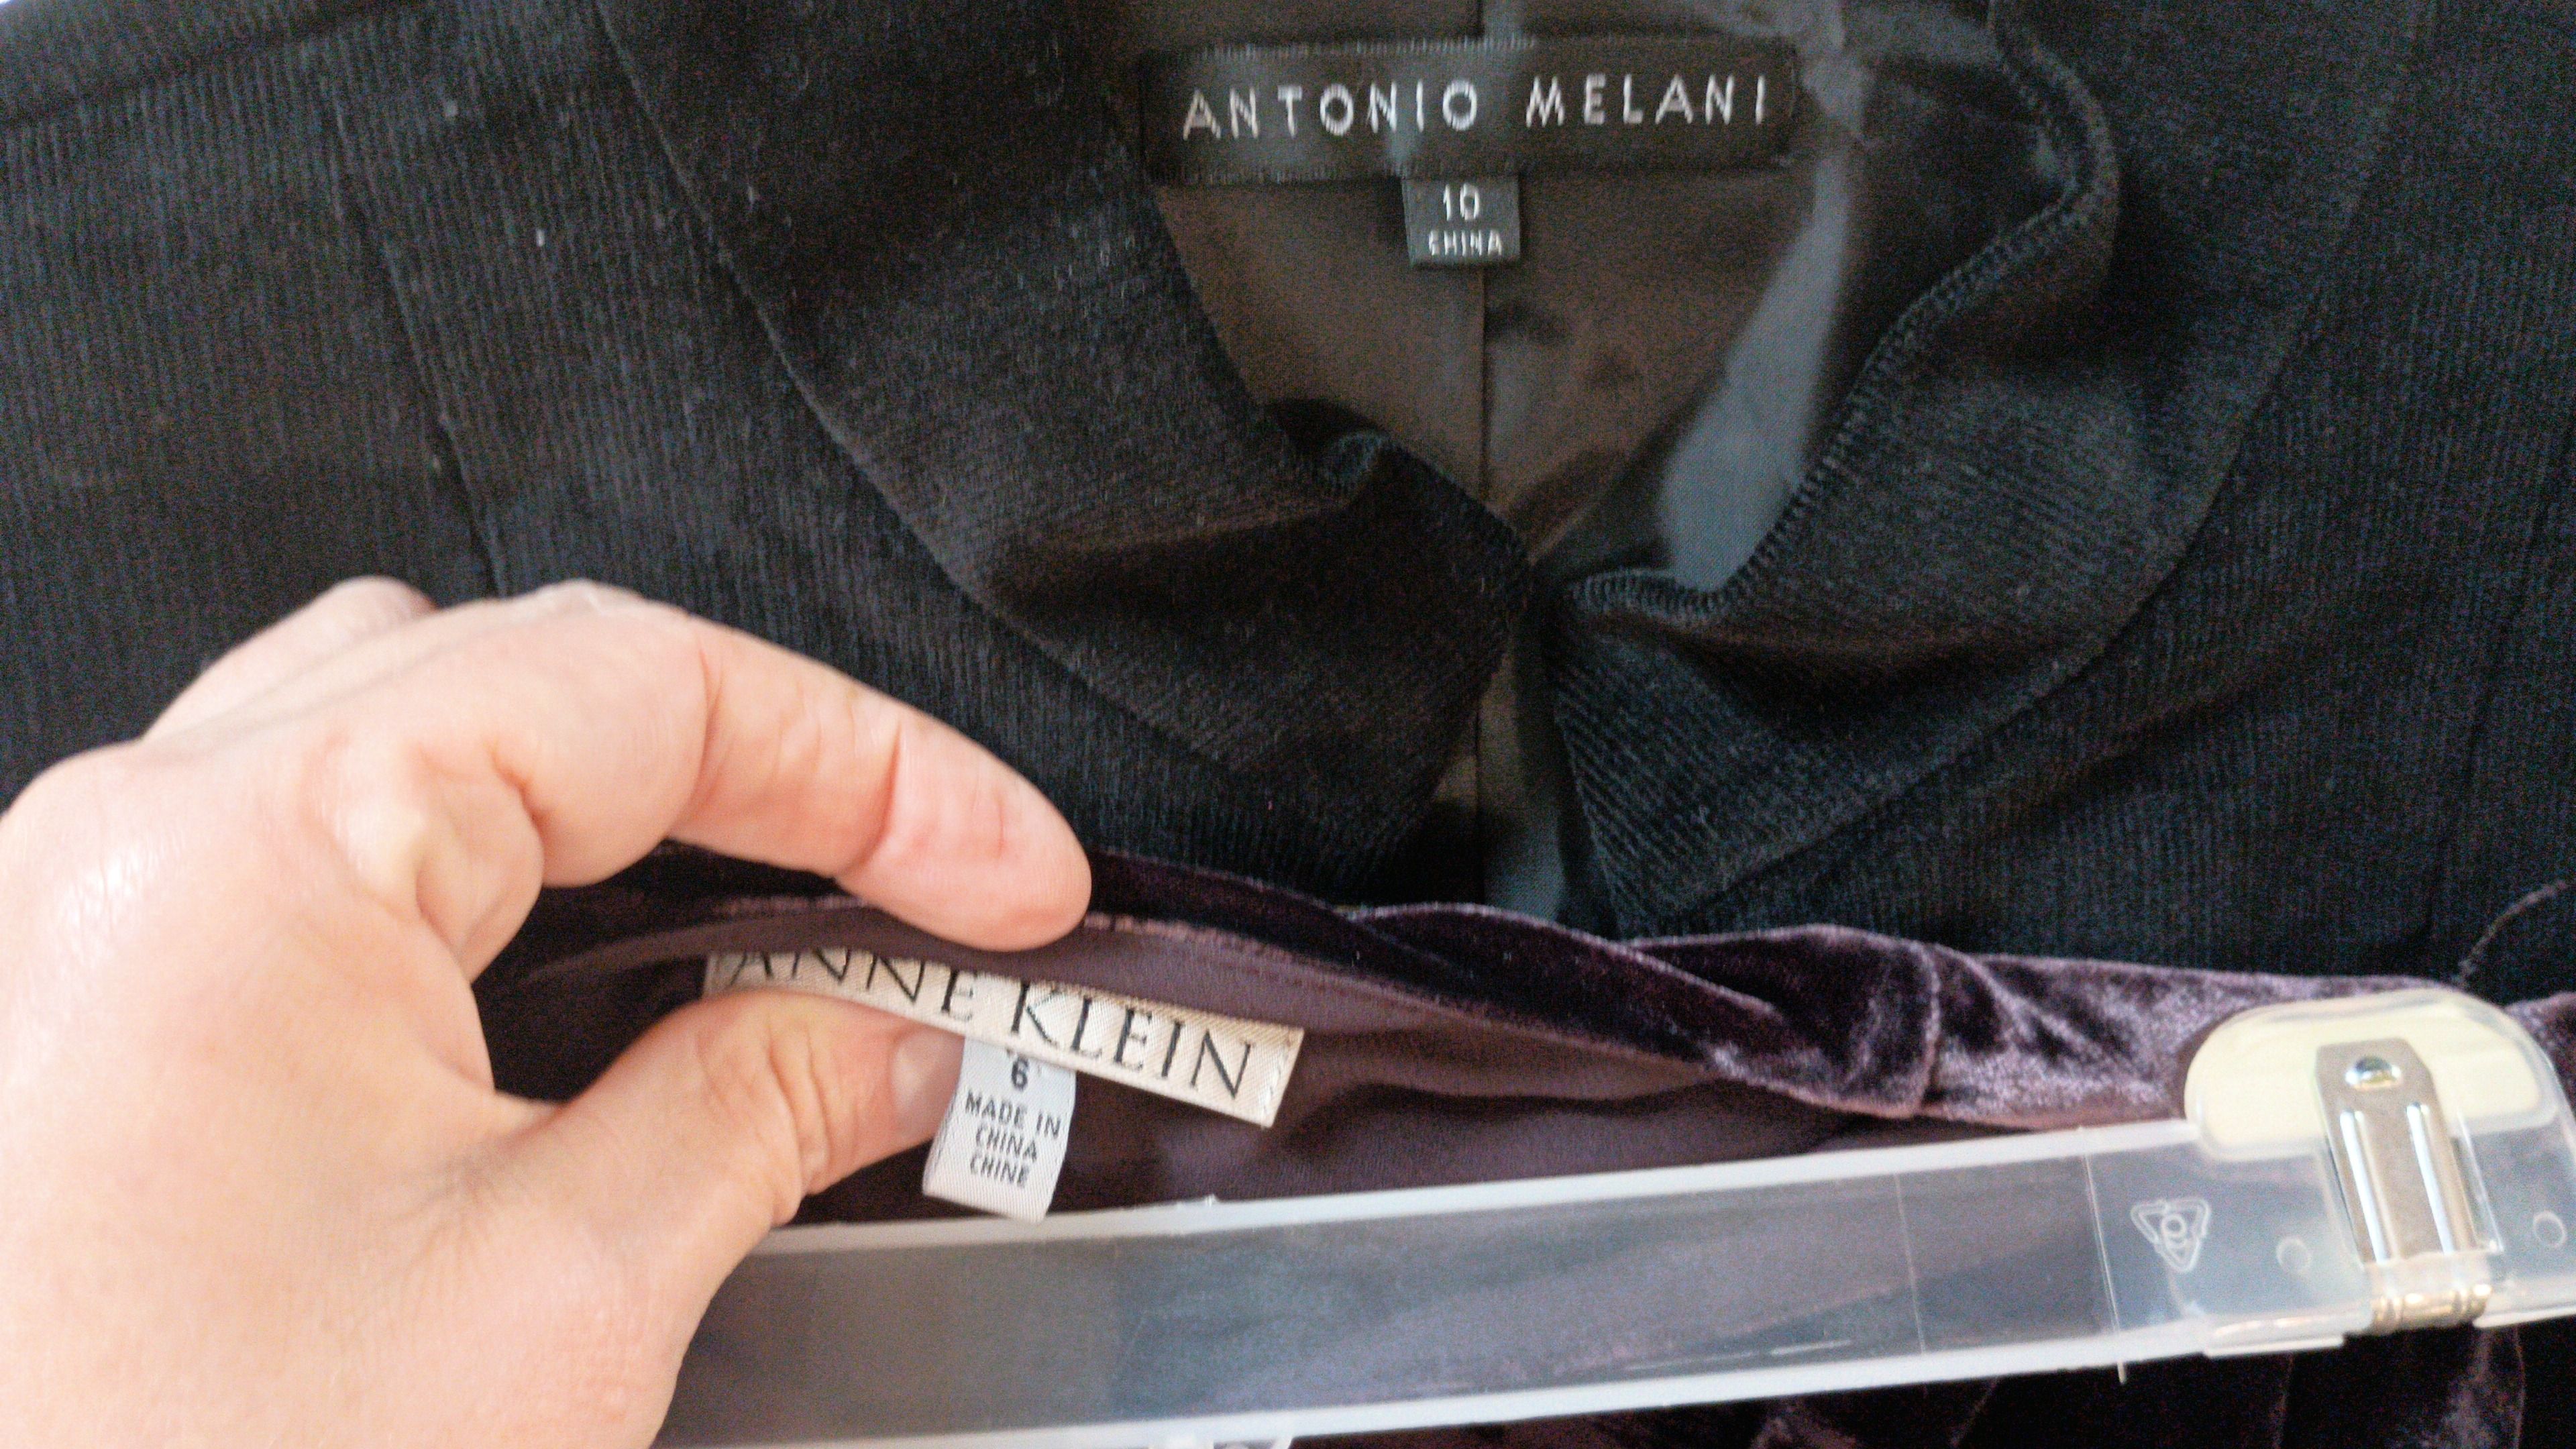 ANTONIO MELANI
10
CHINA
ANNE KLEIN
6
MADE IN
CHINA
CHINE